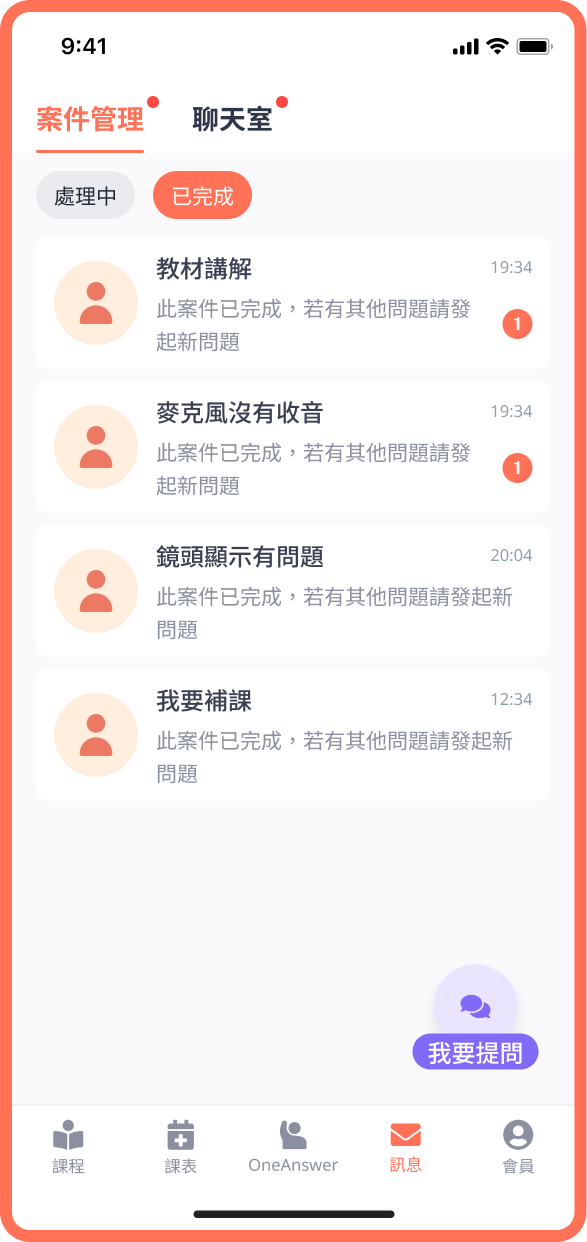 9:41
案件管理 聊天室
處理中 已完成
教材講解 19:34
此案件已完成，若有其他問題請發
起新問題
1
麥克風沒有收音 19:34
此案件已完成，若有其他問題請發
起新問題
1
鏡頭顯示有問題 20:04
此案件已完成，若有其他問題請發起新
問題
我要補課 12:34
此案件已完成，若有其他問題請發起新
問題
我要提問
課程 課表 OneAnswer 訊息 會員